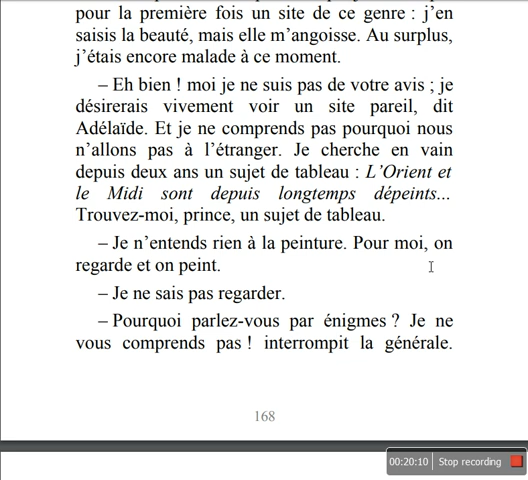 pour la première fois un site de ce genre : j'en
saisis la beauté, mais elle m'angoisse. Au surplus,
j'étais encore malade à ce moment.
– Eh bien ! moi je ne suis pas de votre avis ; je
désirerais vivement voir un site pareil, dit
Adélaïde. Et je ne comprends pas pourquoi nous
n'allons pas à l'étranger. Je cherche en vain
depuis deux ans un sujet de tableau : L'Orient et
le Midi sont depuis longtemps dépeints...
Trouvez-moi, prince, un sujet de tableau.
– Je n'entends rien à la peinture. Pour moi, on
regarde et on peint.
– Je ne sais pas regarder.
– Pourquoi parlez-vous par énigmes ? Je ne
vous comprends pas ! interrompit la générale.
168
00:20:10 Stop recording